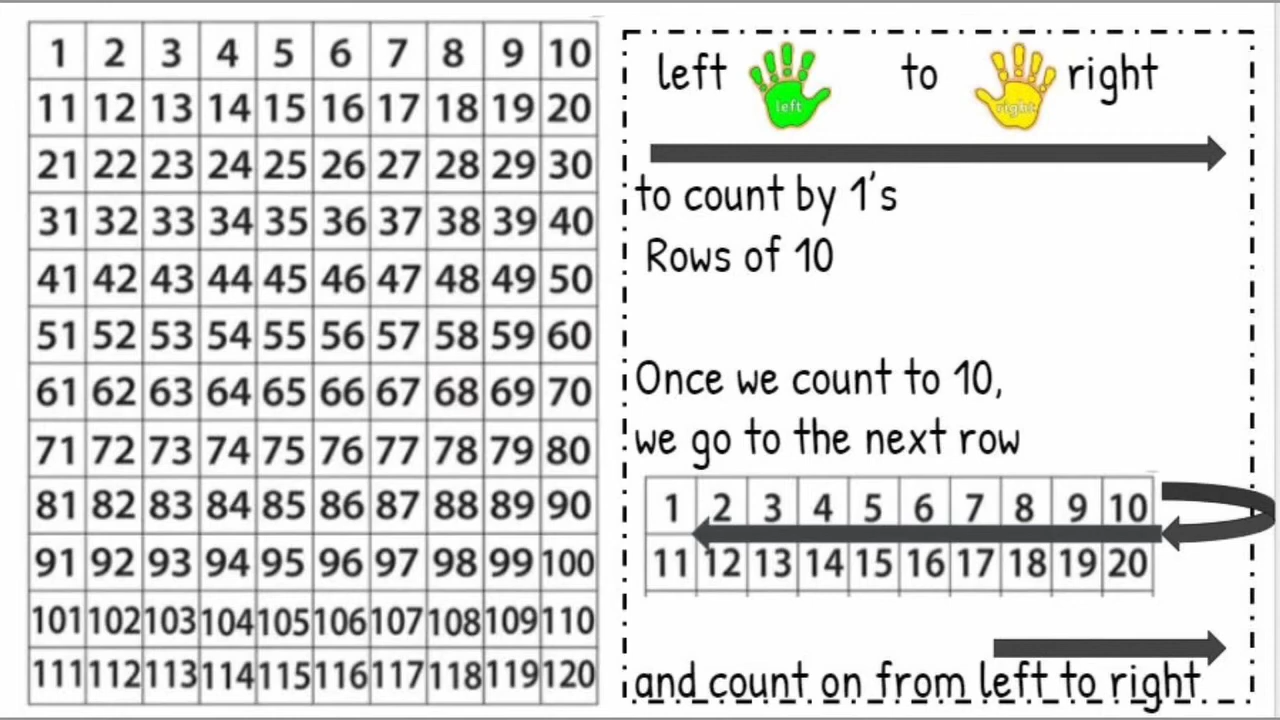 1 2 3 4 5 6 7 8 9 10
11 12 13 14 15 16 17 18 19 20
21 22 23 24 25 26 27 28 29 30
31 32 33 34 35 36 37 38 39 40
41 42 43 44 45 46 47 48 49 50
51 52 53 54 55 56 57 58 59 60
61 62 63 64 65 66 67 68 69 70
71 72 73 74 75 76 77 78 79 80
81 82 83 84 85 86 87 88 89 90
91 92 93 94 95 96 97 98 99 100
101 102 103 104 105 106 107 108 109 110
111 112 113 114 115 116 117 118 119 120
left left to right right
to count by 1's
Rows of 10
Once we count to 10,
we go to the next row
1 2 3 4 5 6 7 8 9 10
11 12 13 14 15 16 17 18 19 20
and count on from left to right